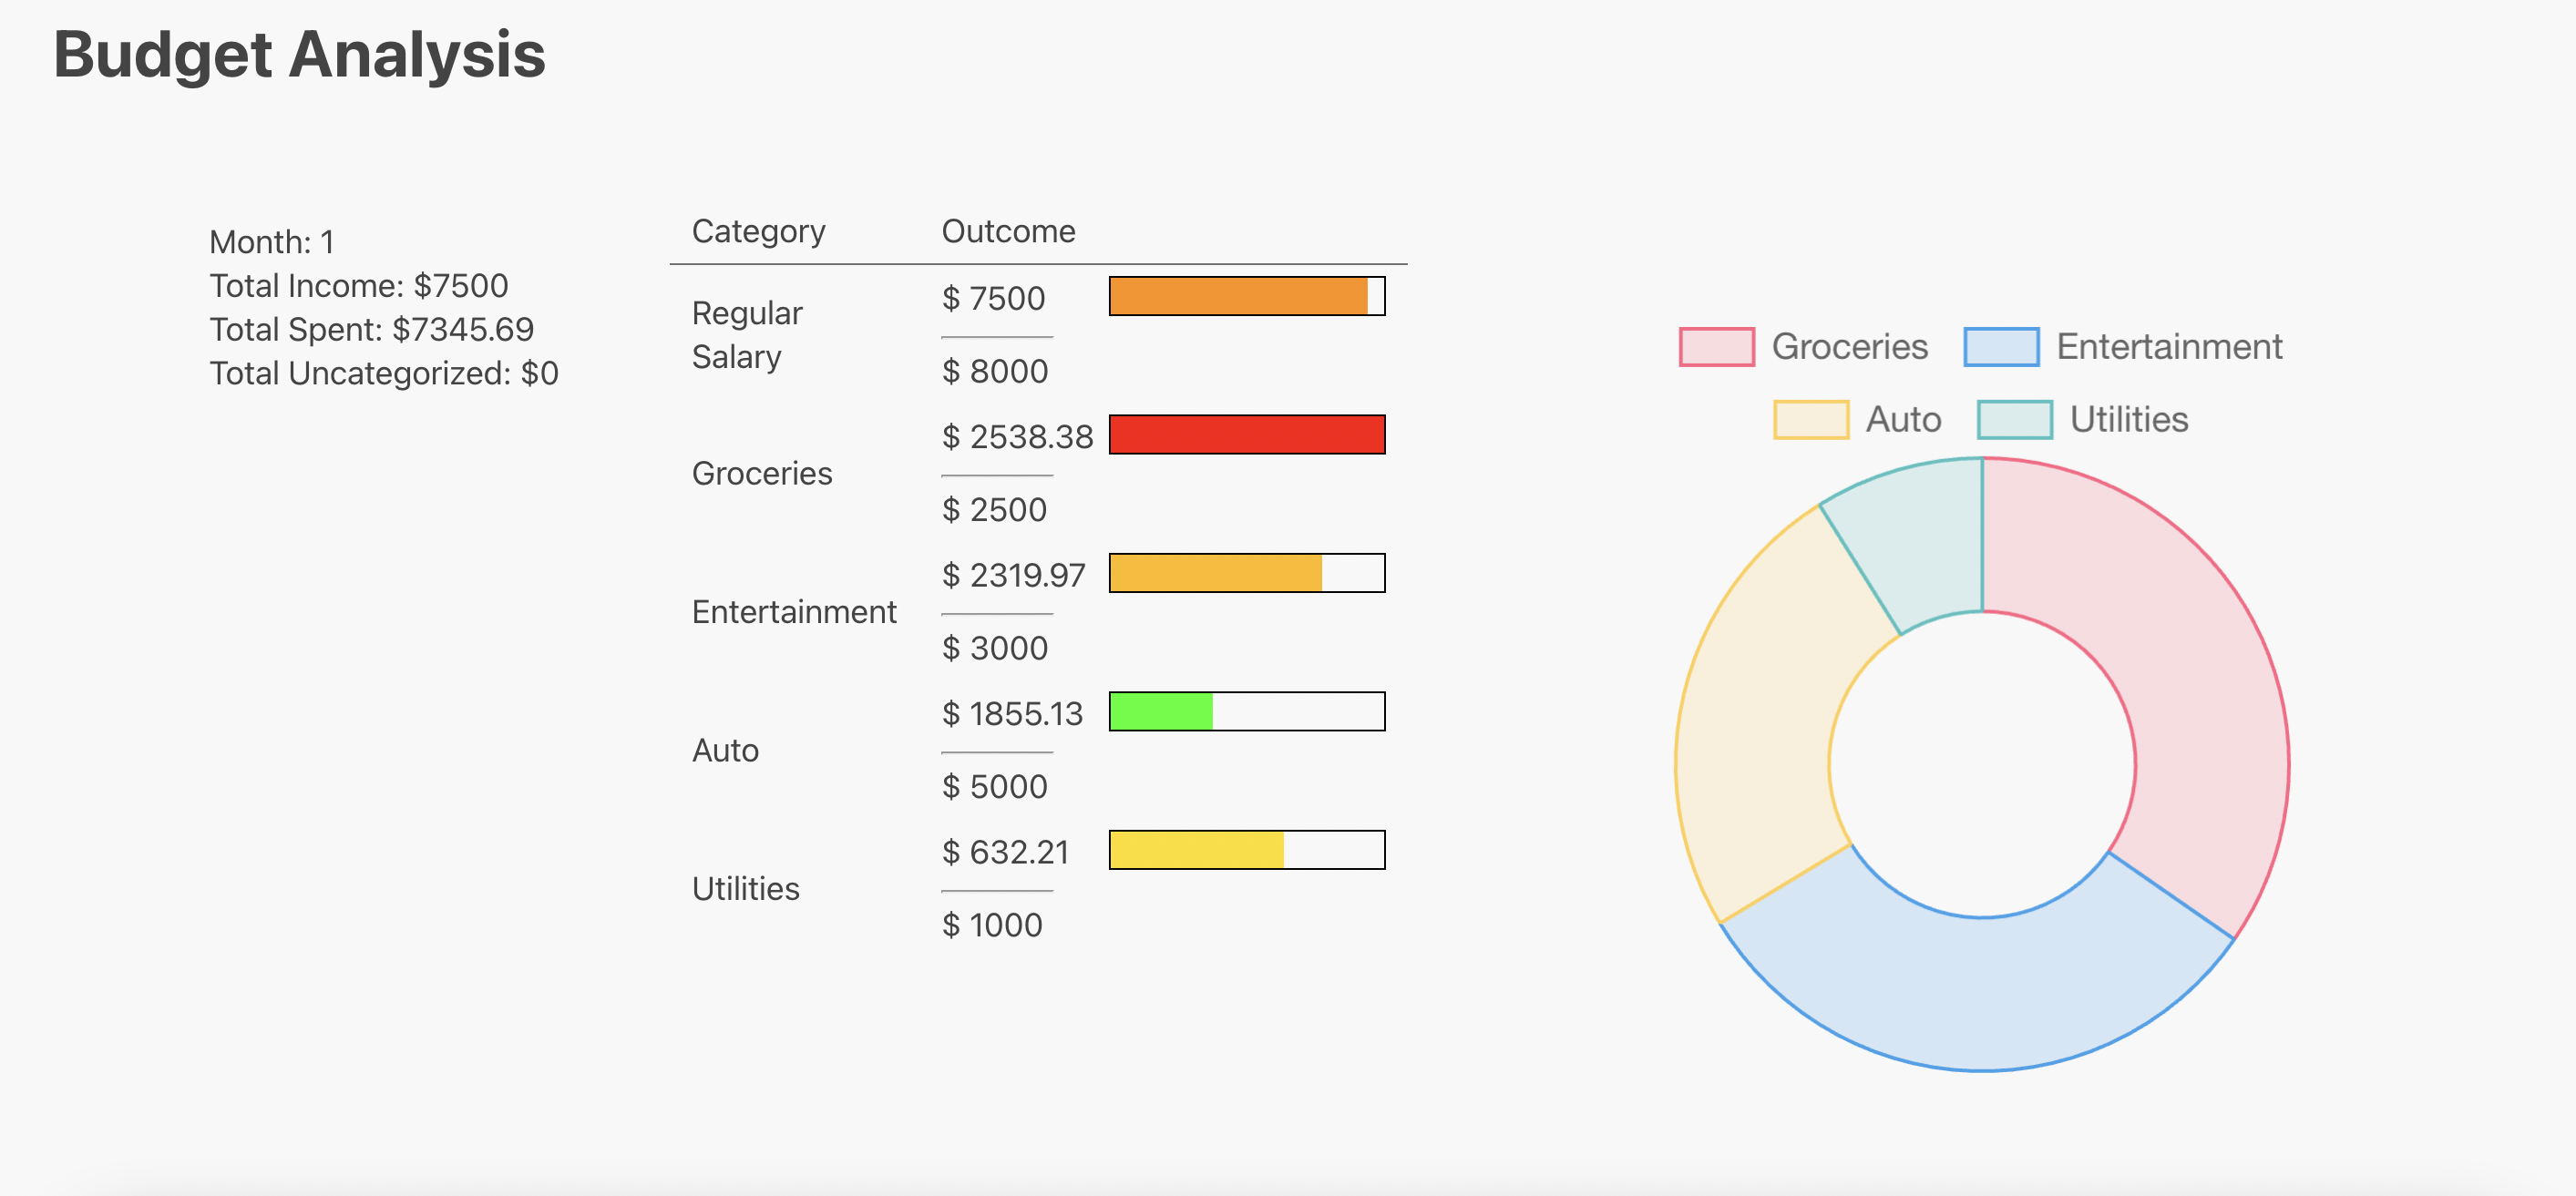 Budget Analysis
Month: 1
Total Income: $7500
Total Spent: $7345.69
Total Uncategorized: $0
Category Outcome
Regular
Salary
$ 7500
$ 8000
Groceries
$ 2538.38
$ 2500
Entertainment
$ 2319.97
$ 3000
Auto
$ 1855.13
$ 5000
Utilities
$ 632.21
$ 1000
Groceries Entertainment
Auto Utilities